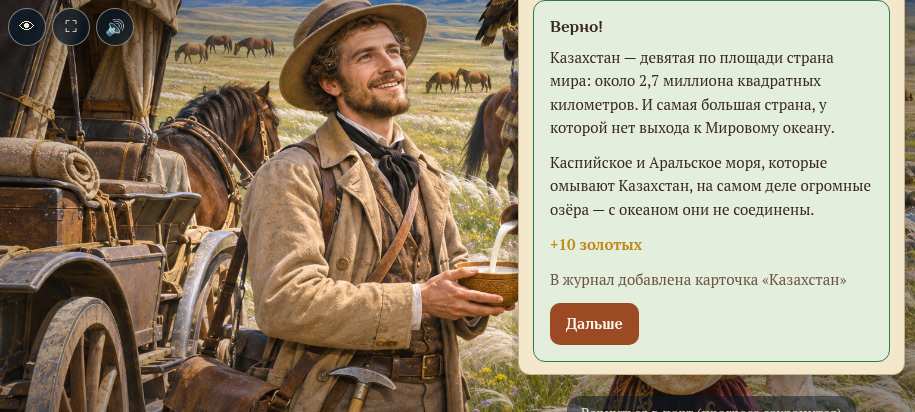 Верно!
Казахстан — девятая по площади страна
мира: около 2,7 миллиона квадратных
километров. И самая большая страна, у
которой нет выхода к Мировому океану.
Каспийское и Аральское моря, которые
омывают Казахстан, на самом деле огромные
озёра — с океаном они не соединены.
+10 золотых
В журнал добавлена карточка «Казахстан»
Дальше